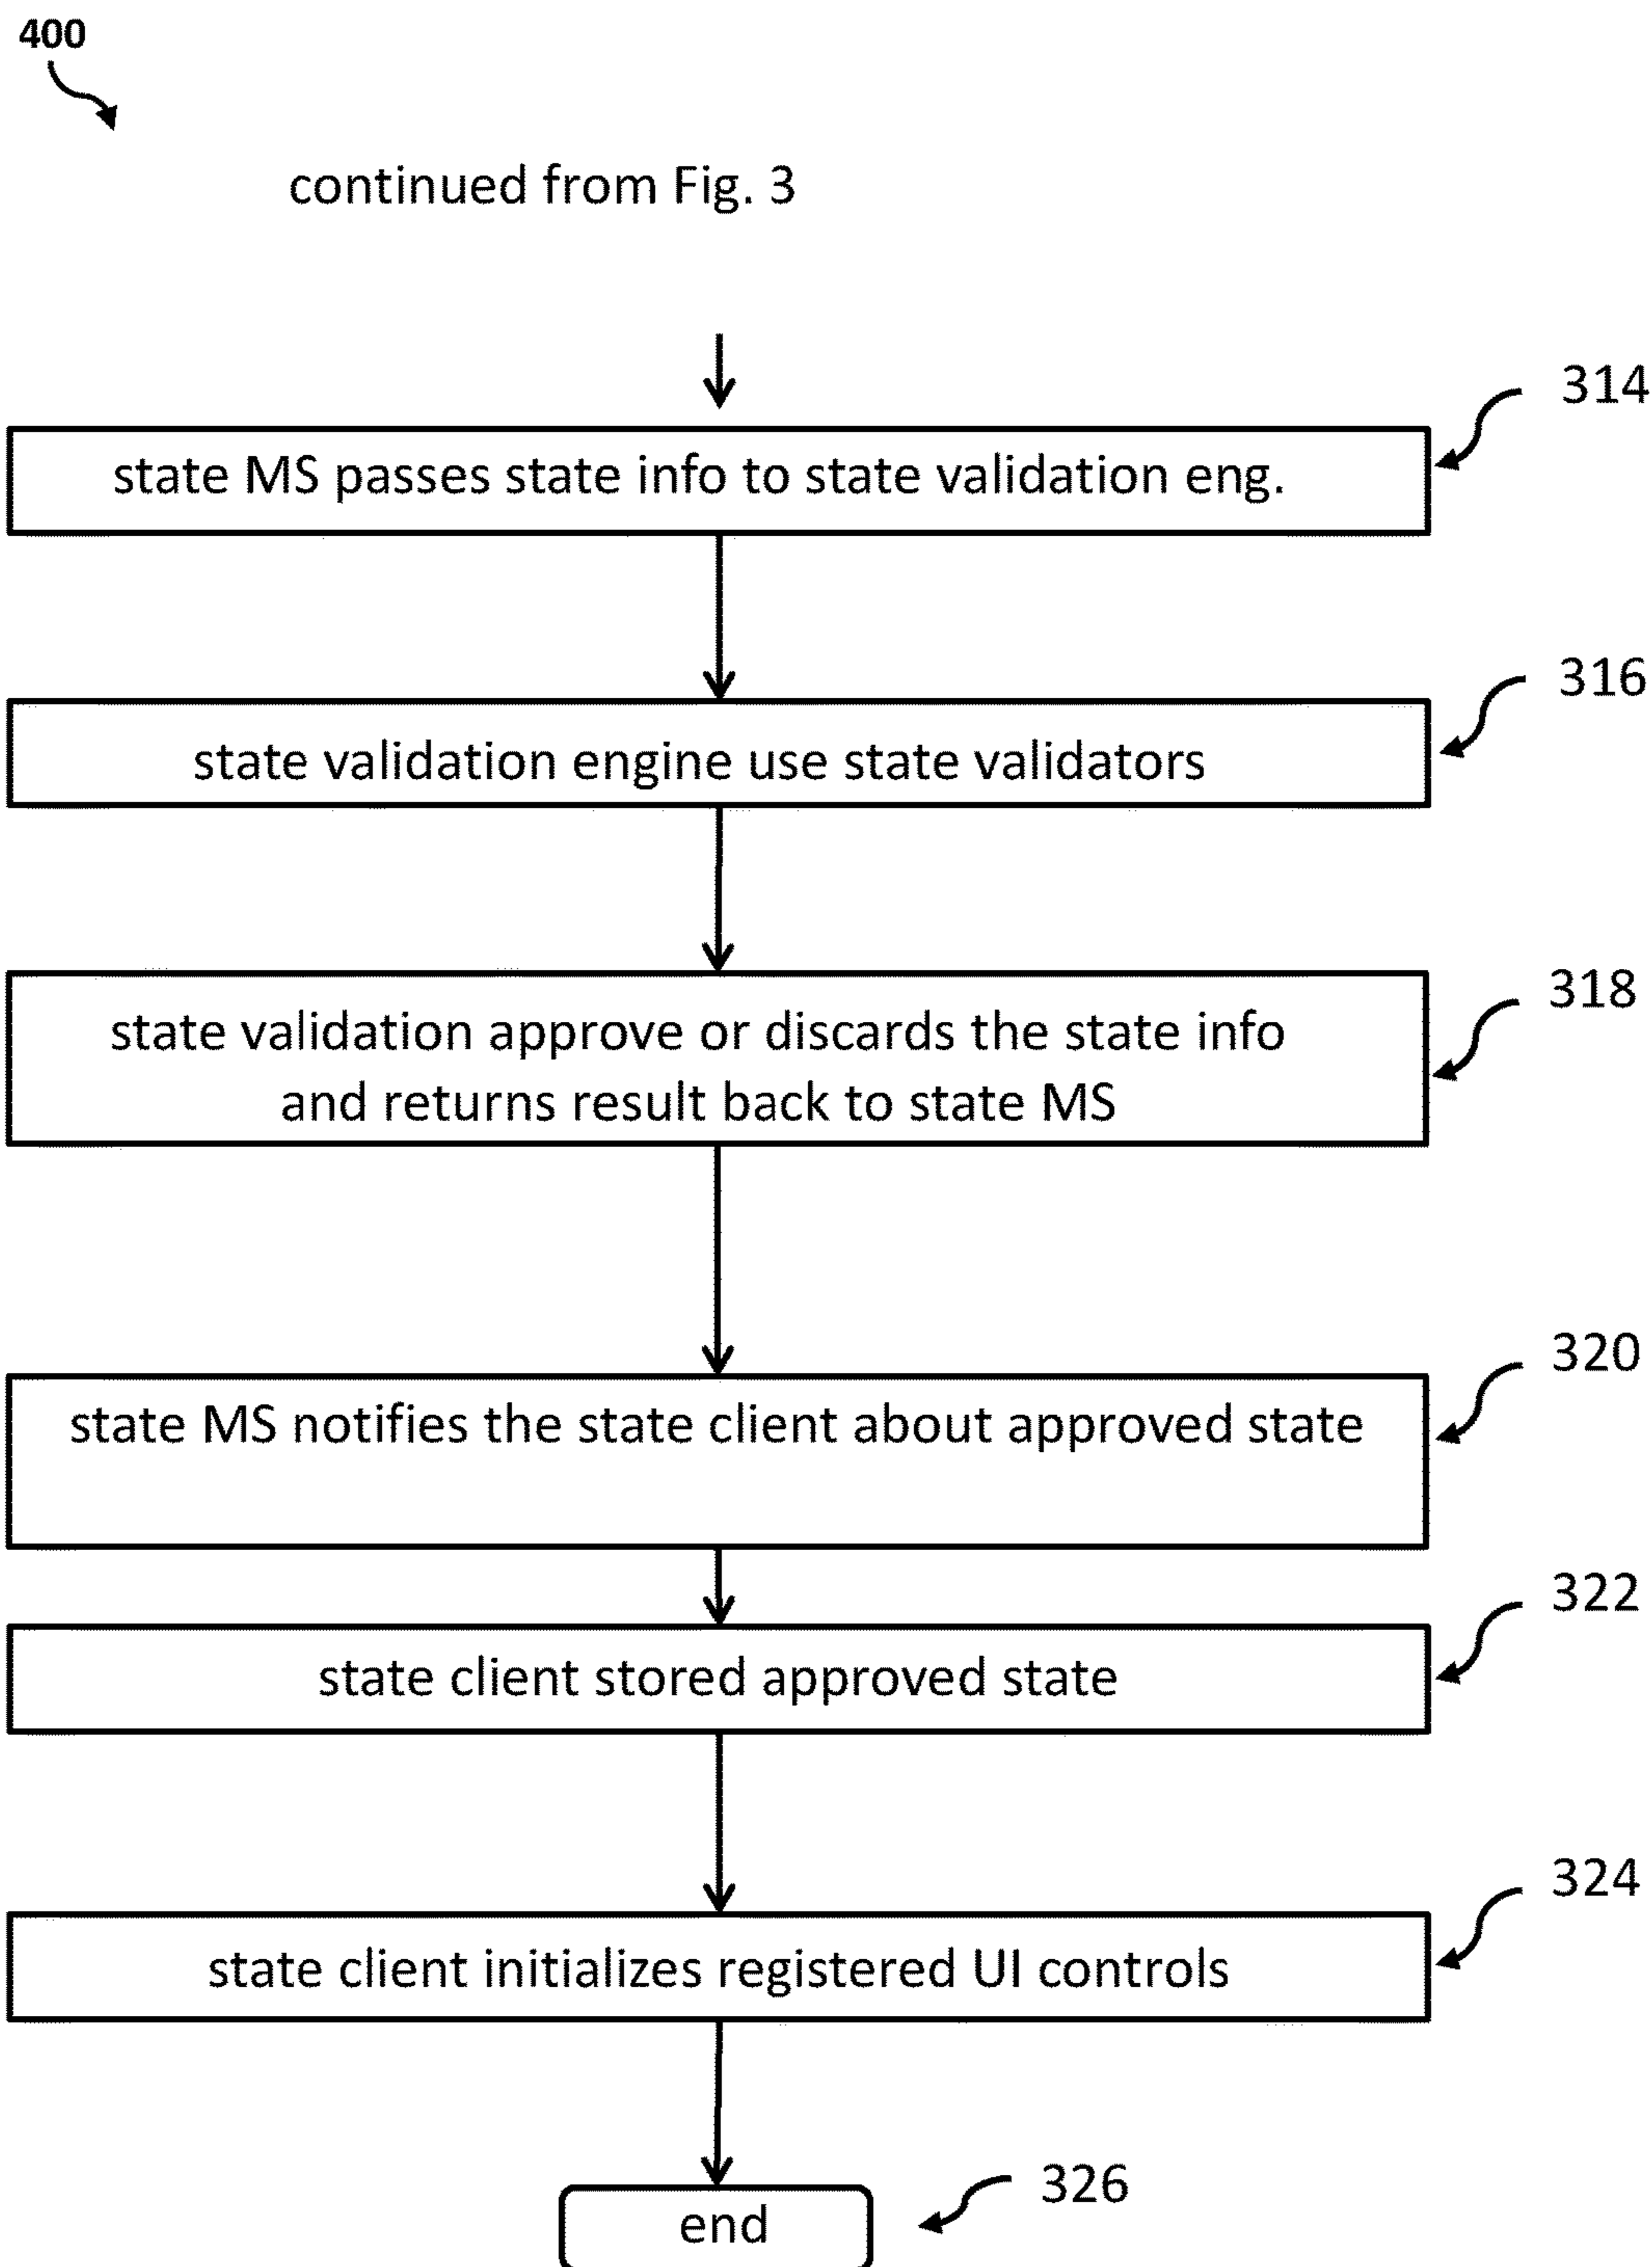 400
continued from Fig. 3
314
state MS passes state info to state validation eng.
316
state validation engine use state validators
318
state validation approve or discards the state info
and returns result back to state MS
320
state MS notifies the state client about approved state
322
state client stored approved state
324
state client initializes registered UI controls
326
end